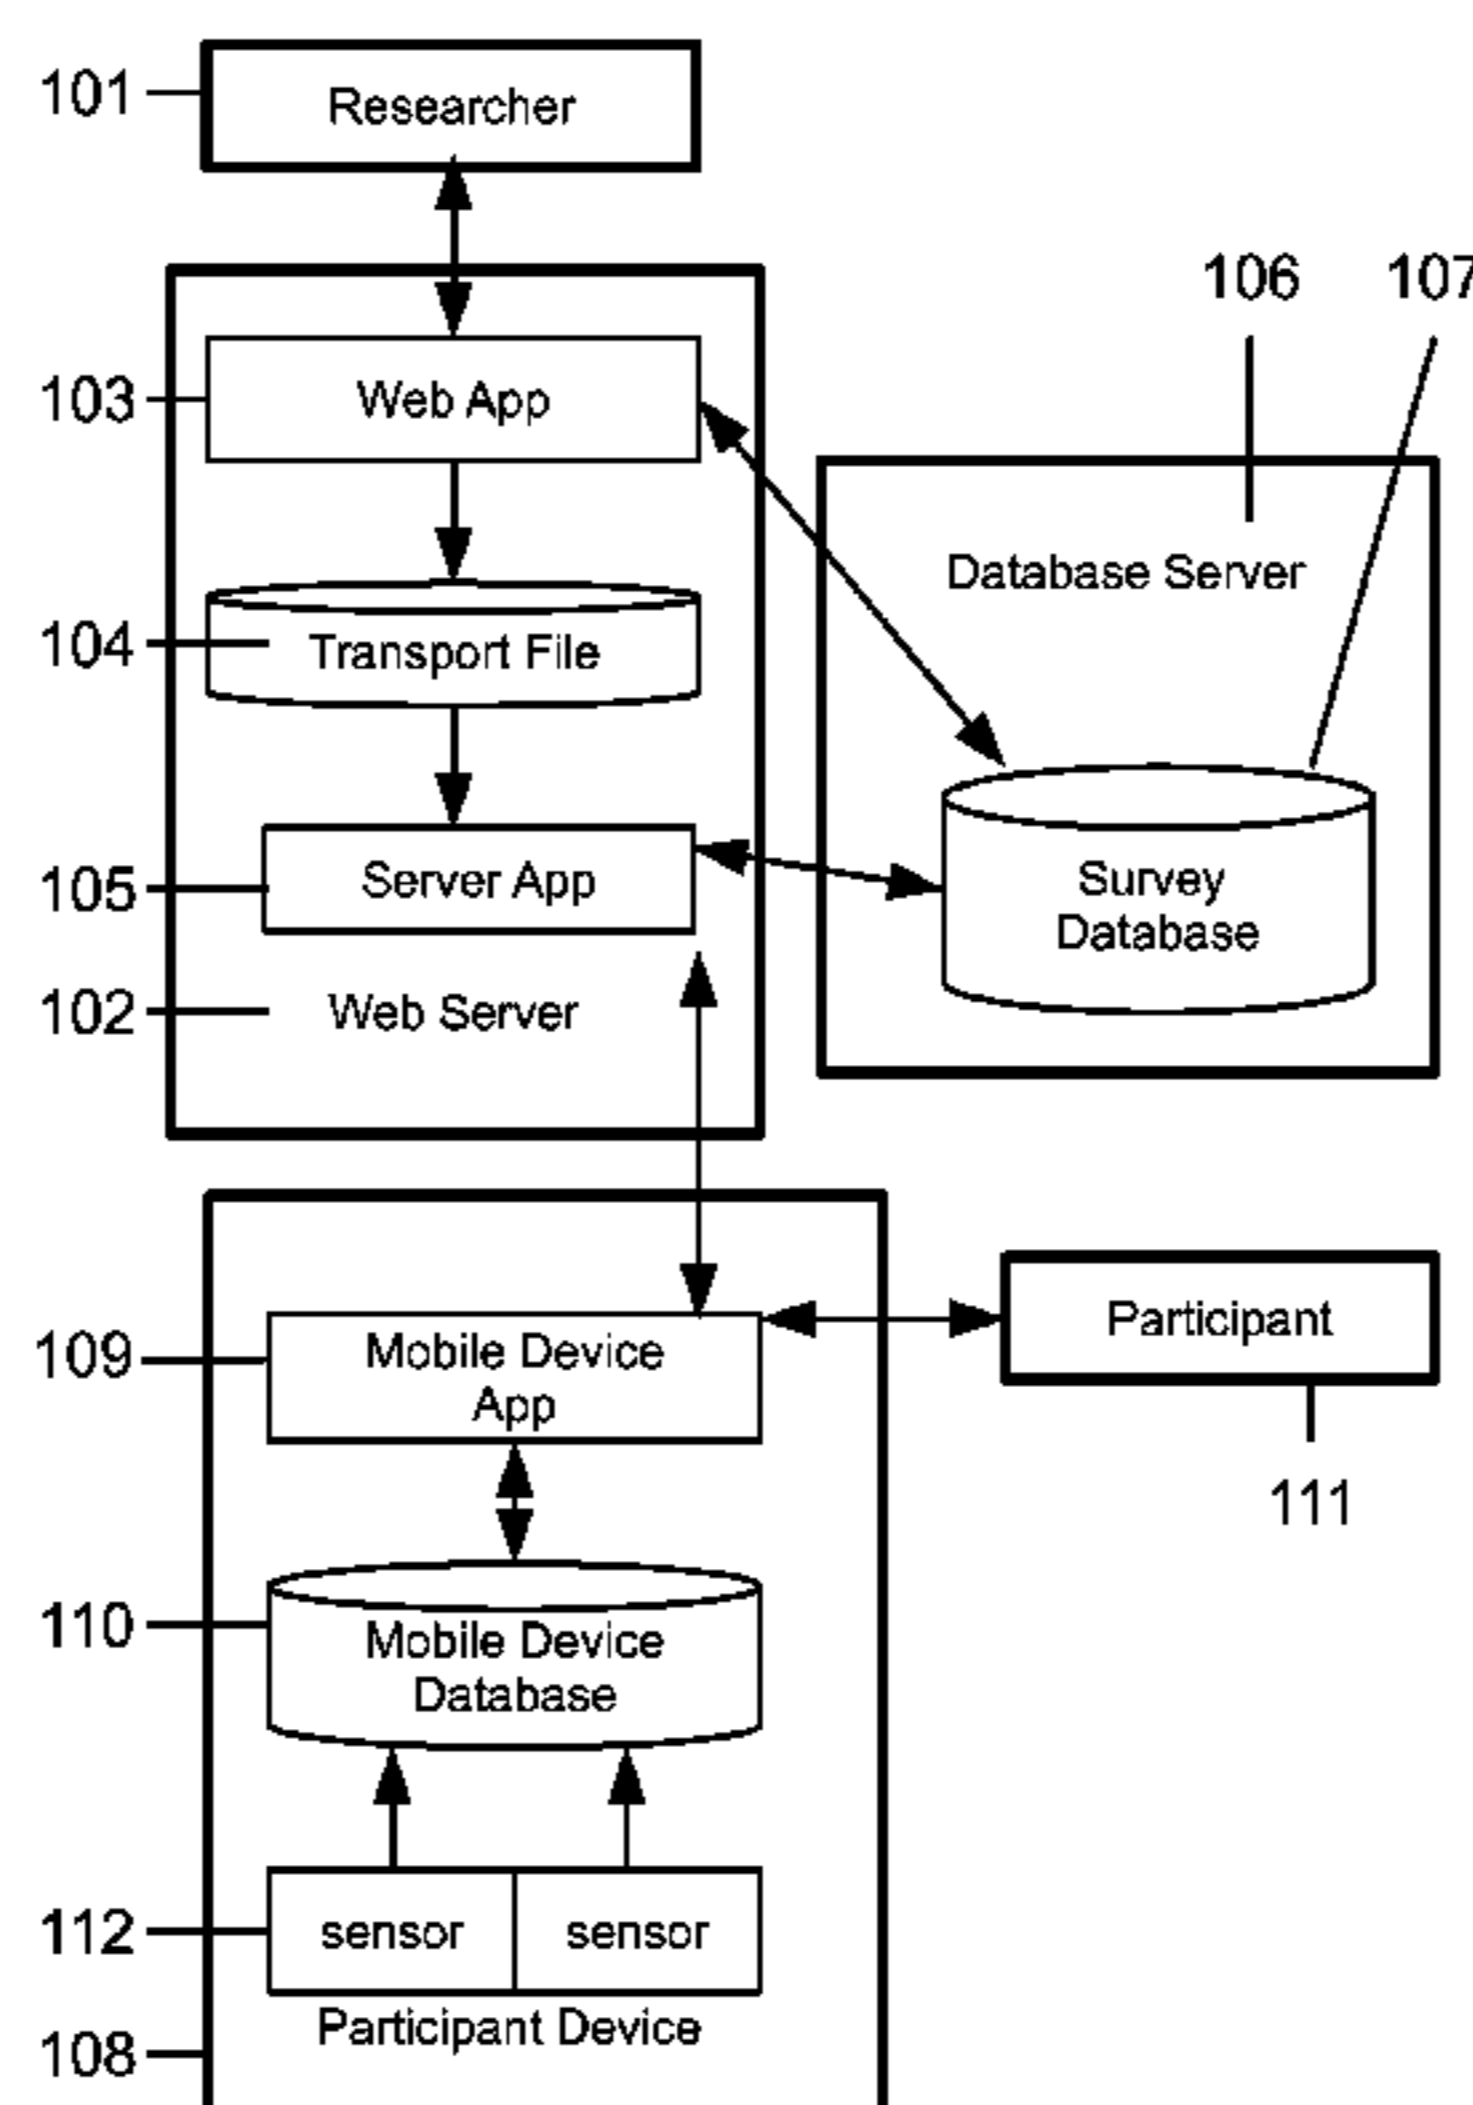 101
Researcher
106
107
103
Web App
Database Server
104
Transport File
105
Server App
Survey
Database
102
Web Server
109
Mobile Device
App
Participant
111
110
Mobile Device
Database
112
sensor
sensor
Participant Device
108